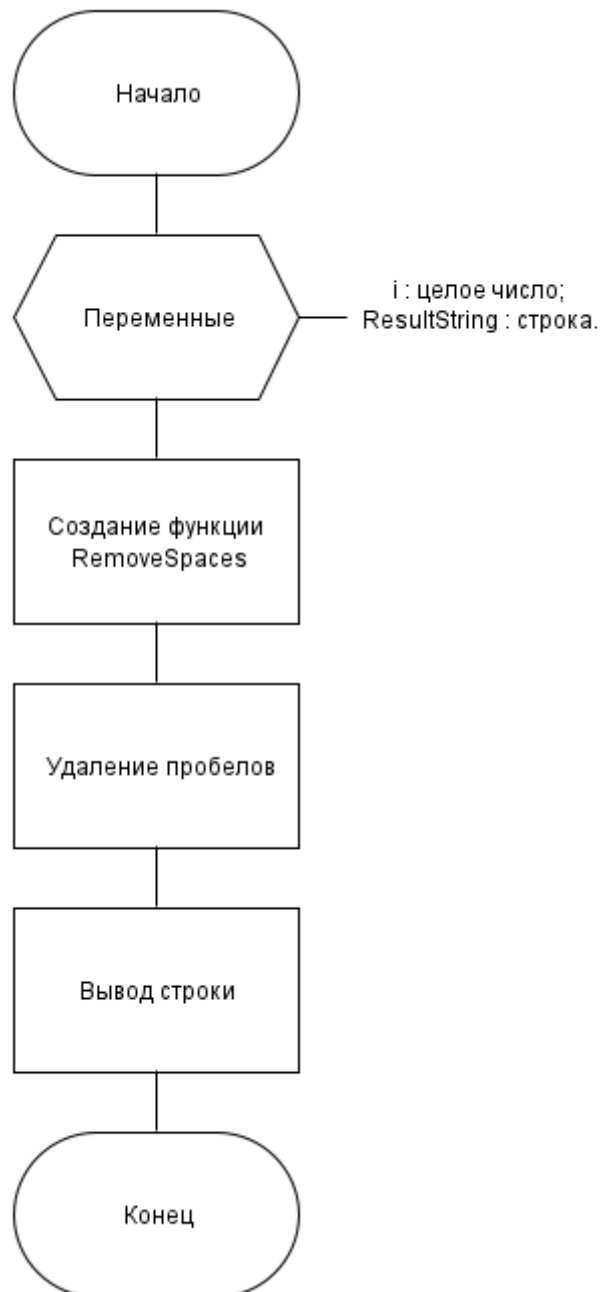 Начало
Переменные
i : целое число;
ResultString : строка.
Создание функции
RemoveSpaces
Удаление пробелов
Вывод строки
Конец